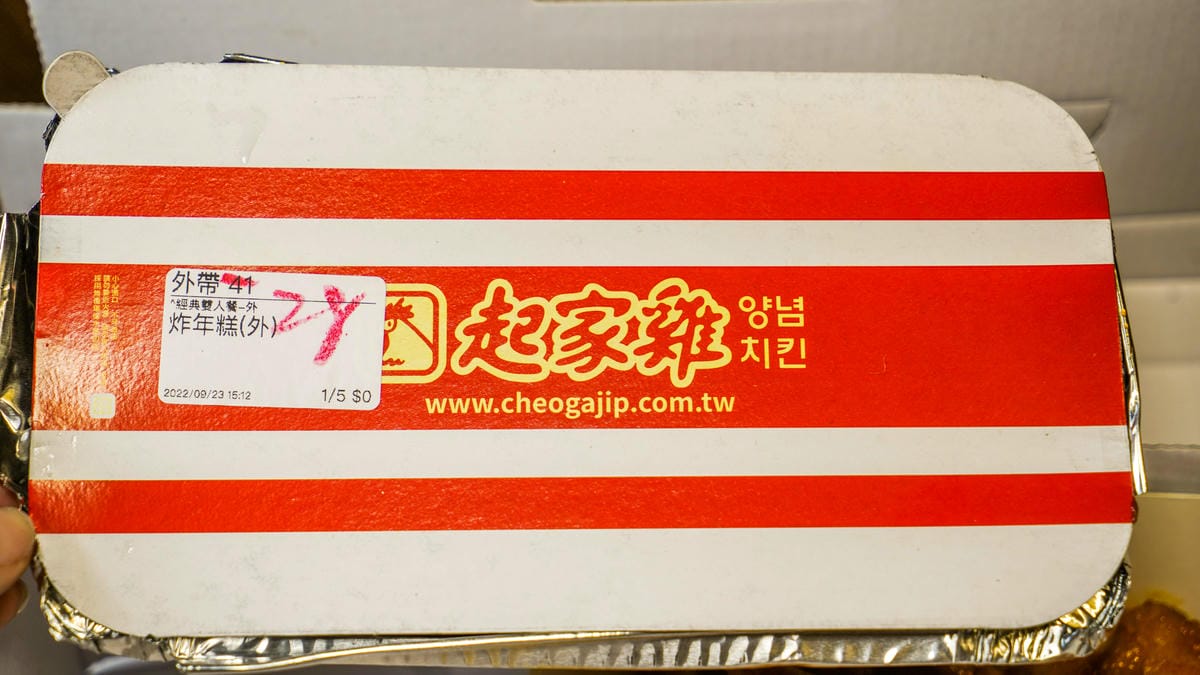 外帶 41
^經典雙人餐-外
炸年糕(外)
24
2022/09/23 15:12
1/5 $0
起家雞
양념
치킨
www.cheogajip.com.tw